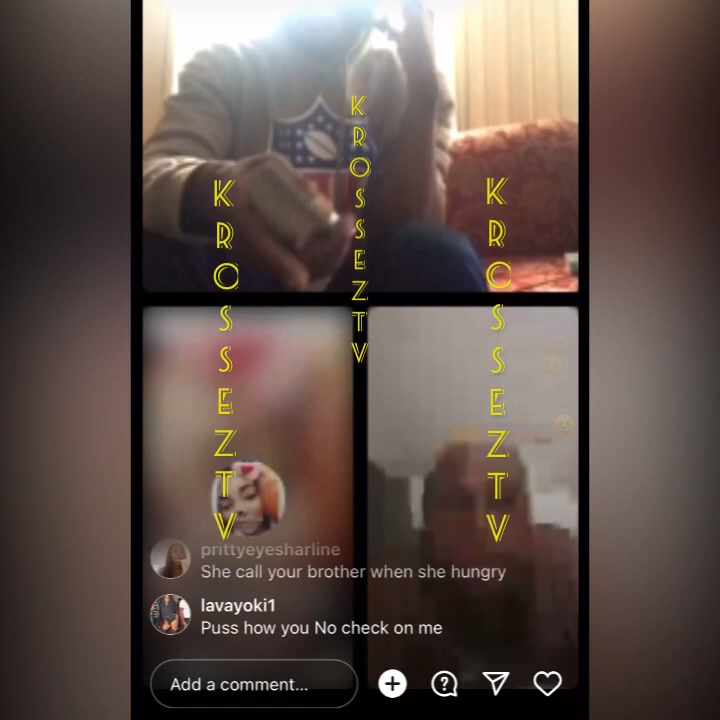 KROSSEZTV
KROSSEZTV
KROSSEZTV
prittyeyesharline
She call your brother when she hungry
lavayoki1
Puss how you No check on me
Add a comment...